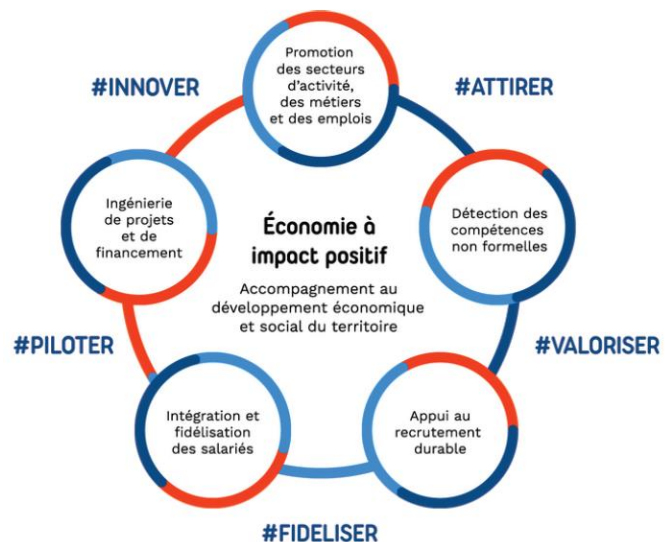 Promotion
des secteurs
d'activité,
des métiers
et des emplois
#INNOVER
#ATTIRER
Ingénierie
de projets
et de
financement
Détection des
compétences
non formelles
Économie à
impact positif
Accompagnement au
développement économique
et social du territoire
#PILOTER
#VALORISER
Intégration et
fidélisation
des salariés
Appui au
recrutement
durable
#FIDELISER